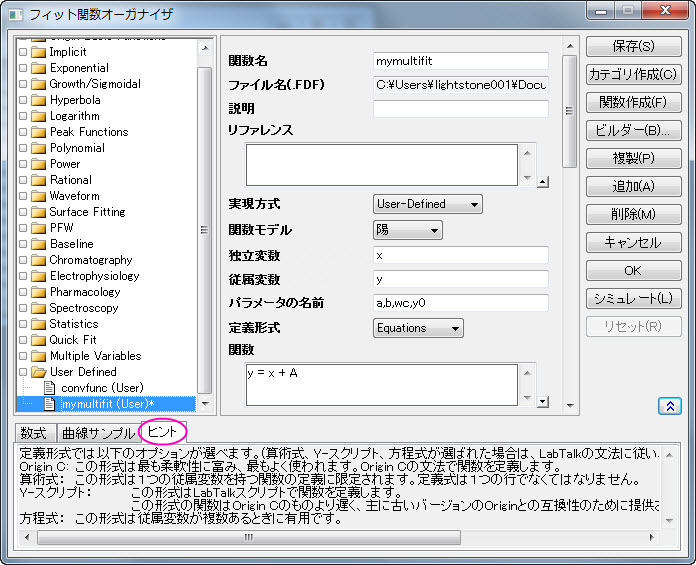 フィット関数オーガナイザ
Implicit
Exponential
Growth/Sigmoidal
Hyperbola
Logarithm
Peak Functions
Polynomial
Power
Rational
Waveform
Surface Fitting
PFW
Baseline
Chromatography
Electrophysiology
Pharmacology
Spectroscopy
Statistics
Quick Fit
Multiple Variables
User Defined
convfunc (User)
mymultifit (User)*
関数名 mymultifit
ファイル名(.FDF) C:¥Users¥lightstone001¥Docu
説明
リファレンス
実現方式 User-Defined
関数モデル 陽
独立変数 x
従属変数 y
パラメータの名前 a,b,wc,y0
定義形式 Equations
関数
y = x + A
保存(S)
カテゴリ作成(C)
関数作成(F)
ビルダー(B)...
複製(P)
追加(A)
削除(M)
キャンセル
OK
シミュレート(L)
リセット(R)
数式 曲線サンプル ヒント
定義形式では以下のオプションが選べます。(算術式、Y-スクリプト、方程式が選ばれた場合は、LabTalkの文法に従い
Origin C: この形式は最も柔軟性に富み、最もよく使われます。Origin Cの文法で関数を定義します。
算術式: この形式は1つの従属変数を持つ関数の定義に限定されます。定義式は1つの行でなくてはなりません。
Y-スクリプト: この形式はLabTalkスクリプトで関数を定義します。
この形式の関数はOrigin Cのものより遅く、主に古いバージョンのOriginとの互換性のために提供
方程式: この形式は従属変数が複数あるときに有用です。